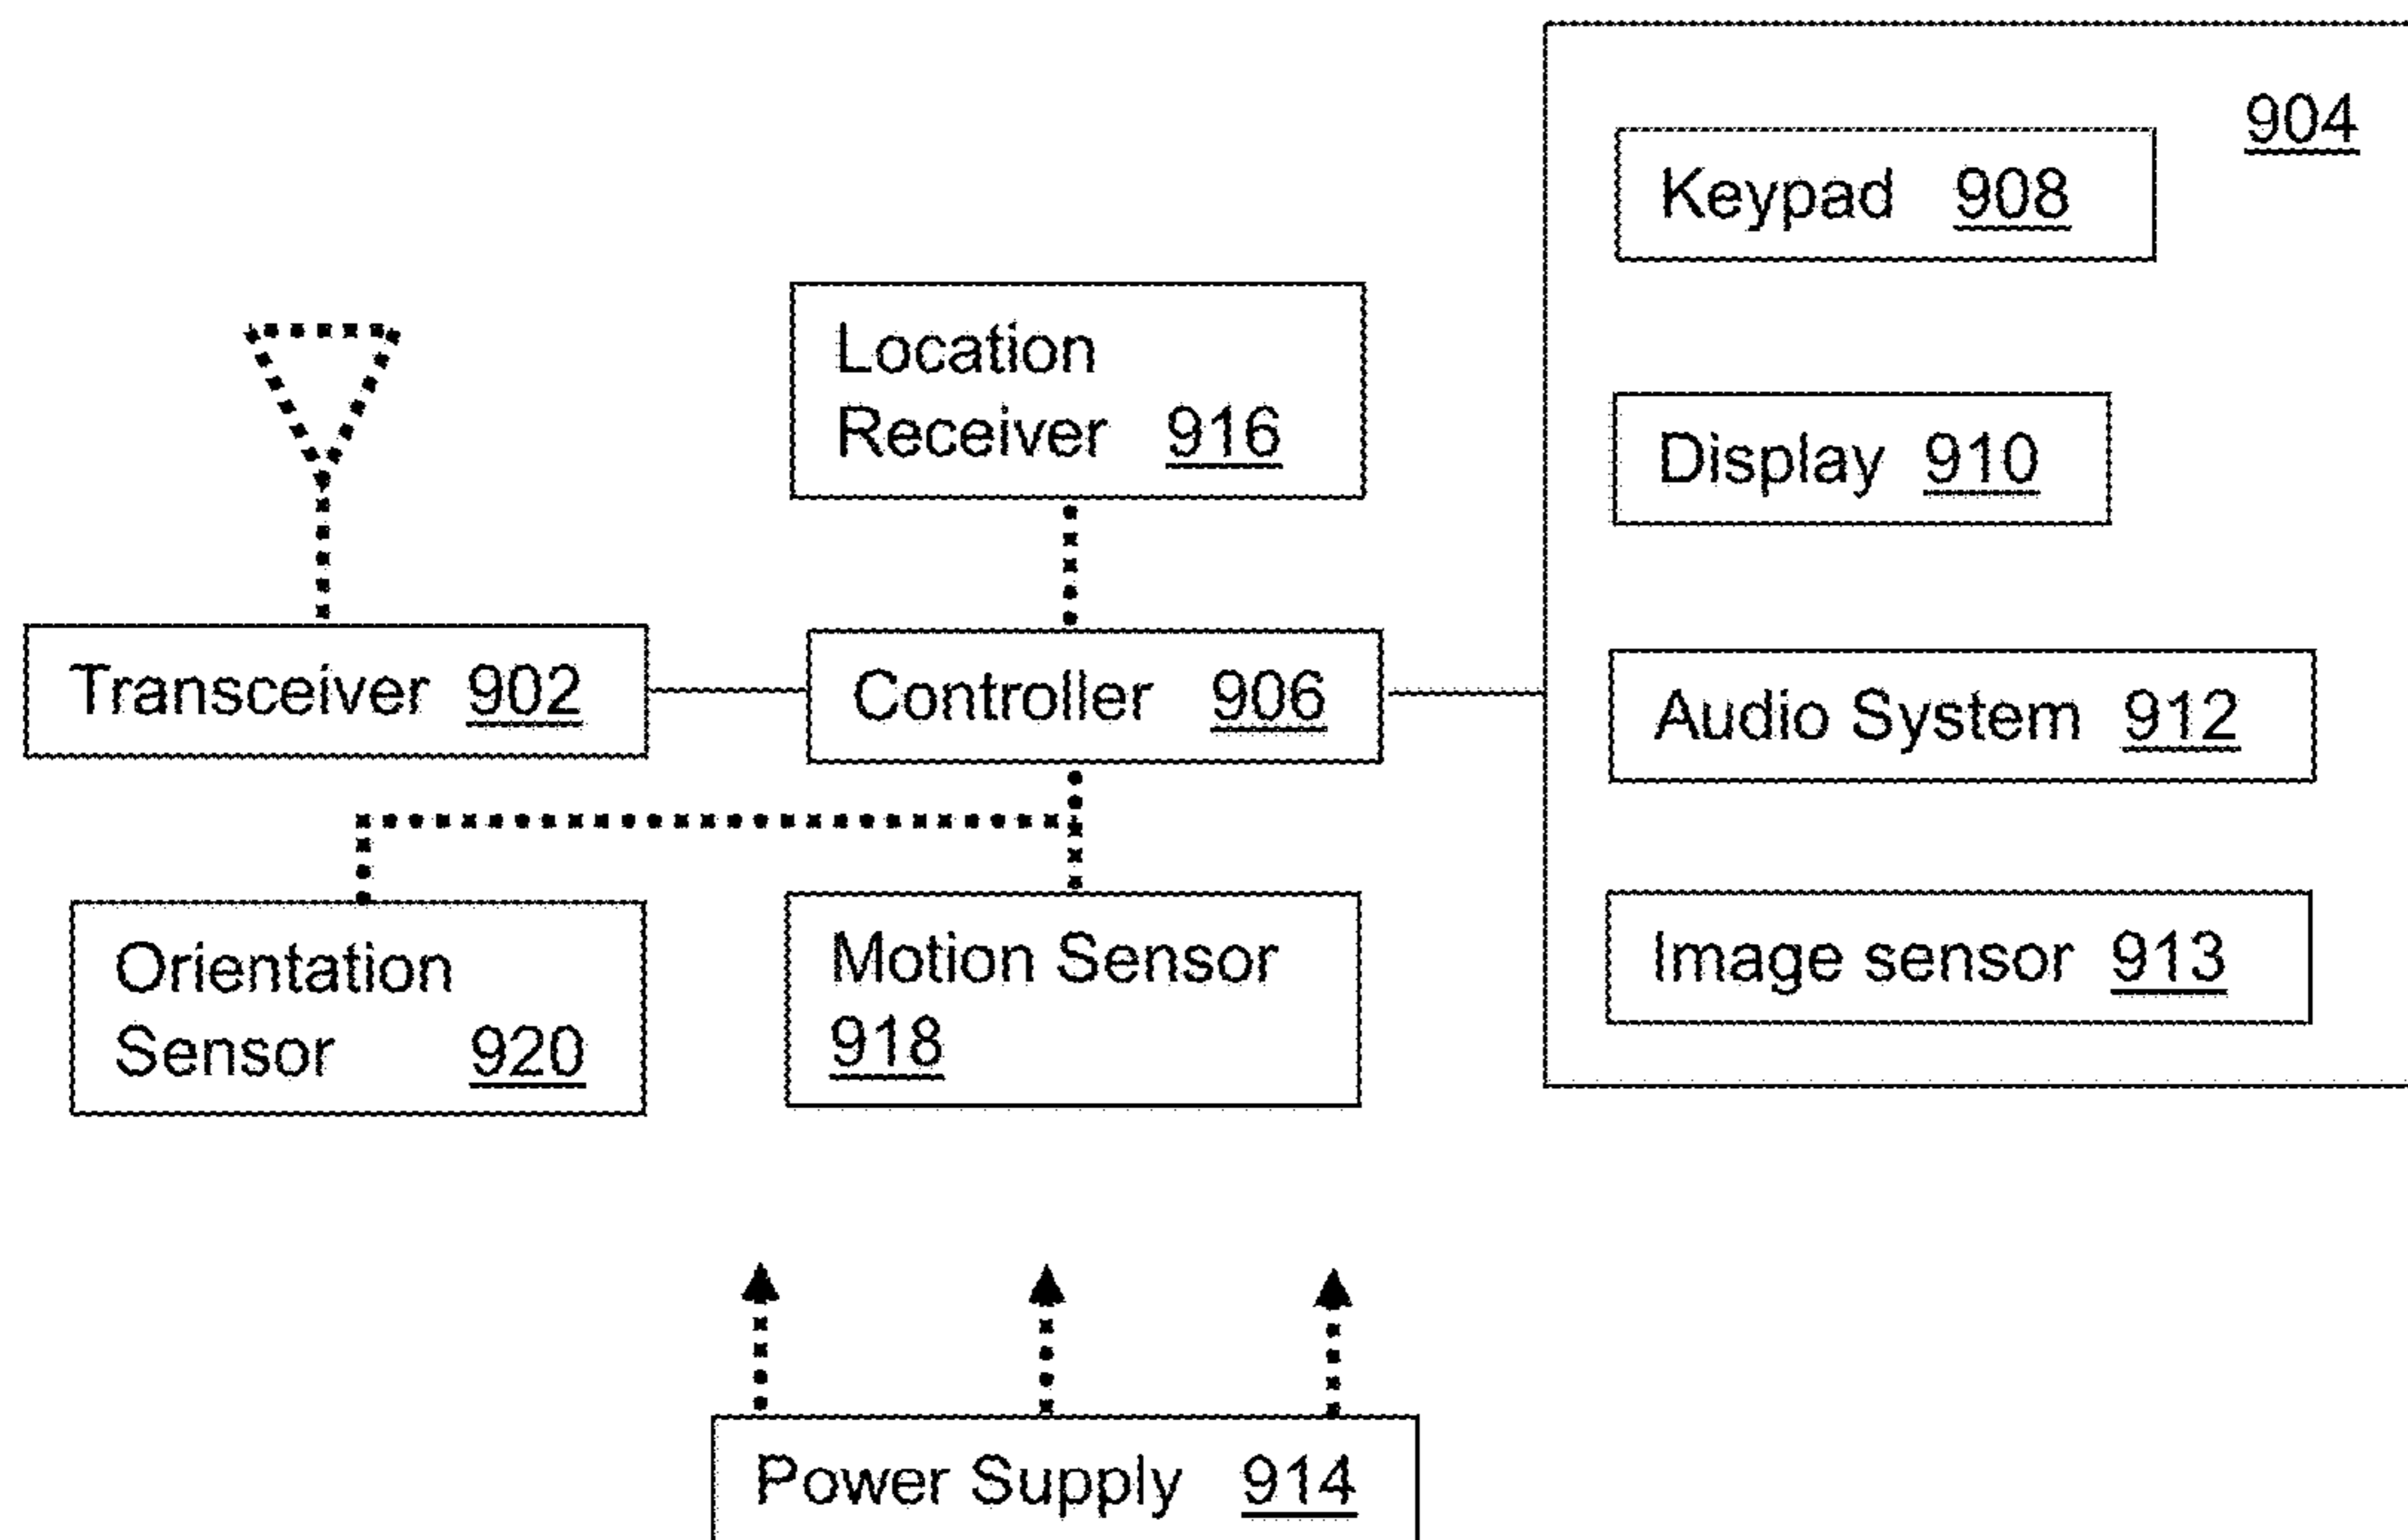 904
Keypad 908
Location
Receiver 916
Display 910
Transceiver 902
Controller 906
Audio System 912
Orientation
Sensor 920
Motion Sensor
918
Image sensor 913
Power Supply 914